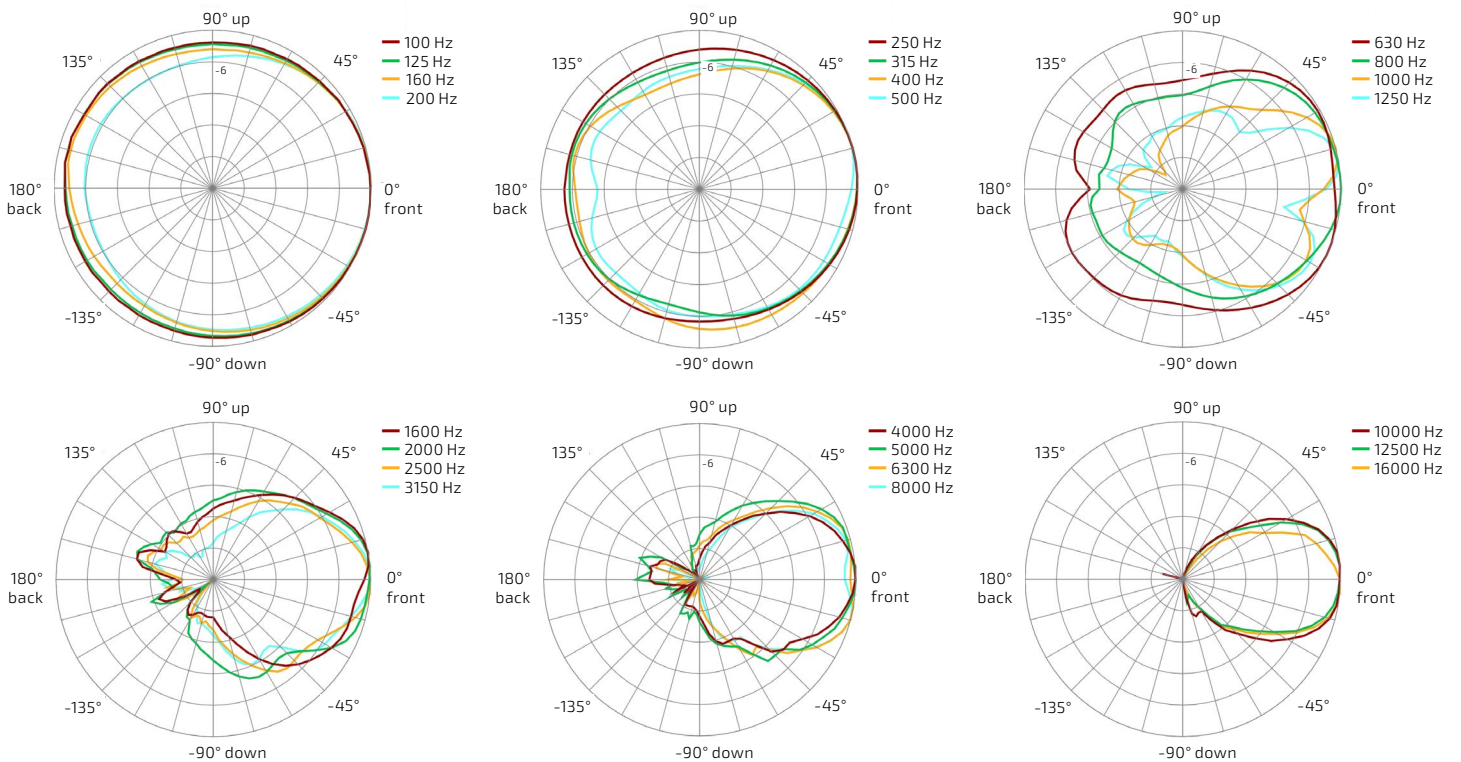 90° up
135°
45°
-6
180°
back
0°
front
-135°
-45°
-90° down
100 Hz
125 Hz
160 Hz
200 Hz
90° up
135°
45°
-6
180°
back
0°
front
-135°
-45°
-90° down
250 Hz
315 Hz
400 Hz
500 Hz
90° up
135°
45°
-6
180°
back
0°
front
-135°
-45°
-90° down
630 Hz
800 Hz
1000 Hz
1250 Hz
90° up
135°
45°
-6
180°
back
0°
front
-135°
-45°
-90° down
1600 Hz
2000 Hz
2500 Hz
3150 Hz
90° up
135°
45°
-6
180°
back
0°
front
-135°
-45°
-90° down
4000 Hz
5000 Hz
6300 Hz
8000 Hz
90° up
135°
45°
-6
180°
back
0°
front
-135°
-45°
-90° down
10000 Hz
12500 Hz
16000 Hz